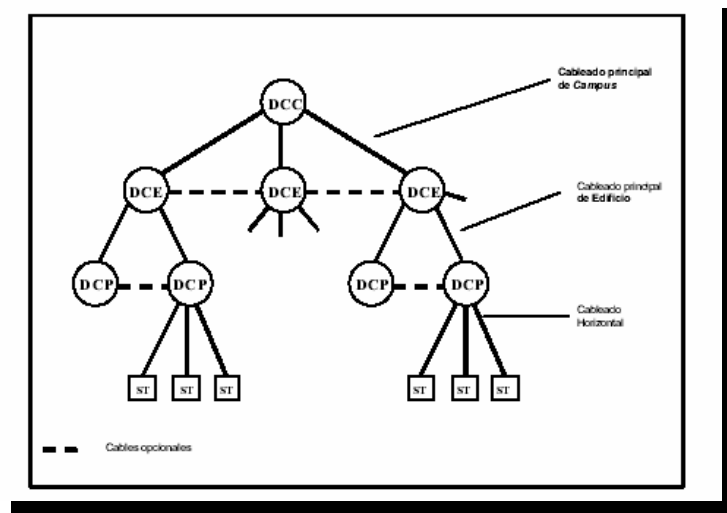 Cableado principal
de Campus
DCC
DCE
DCE
DCE
Cableado principal
de Edificio
DCP
DCP
DCP
DCP
Cableado
Horizontal
ST
ST
ST
ST
ST
ST
Cables opcionales